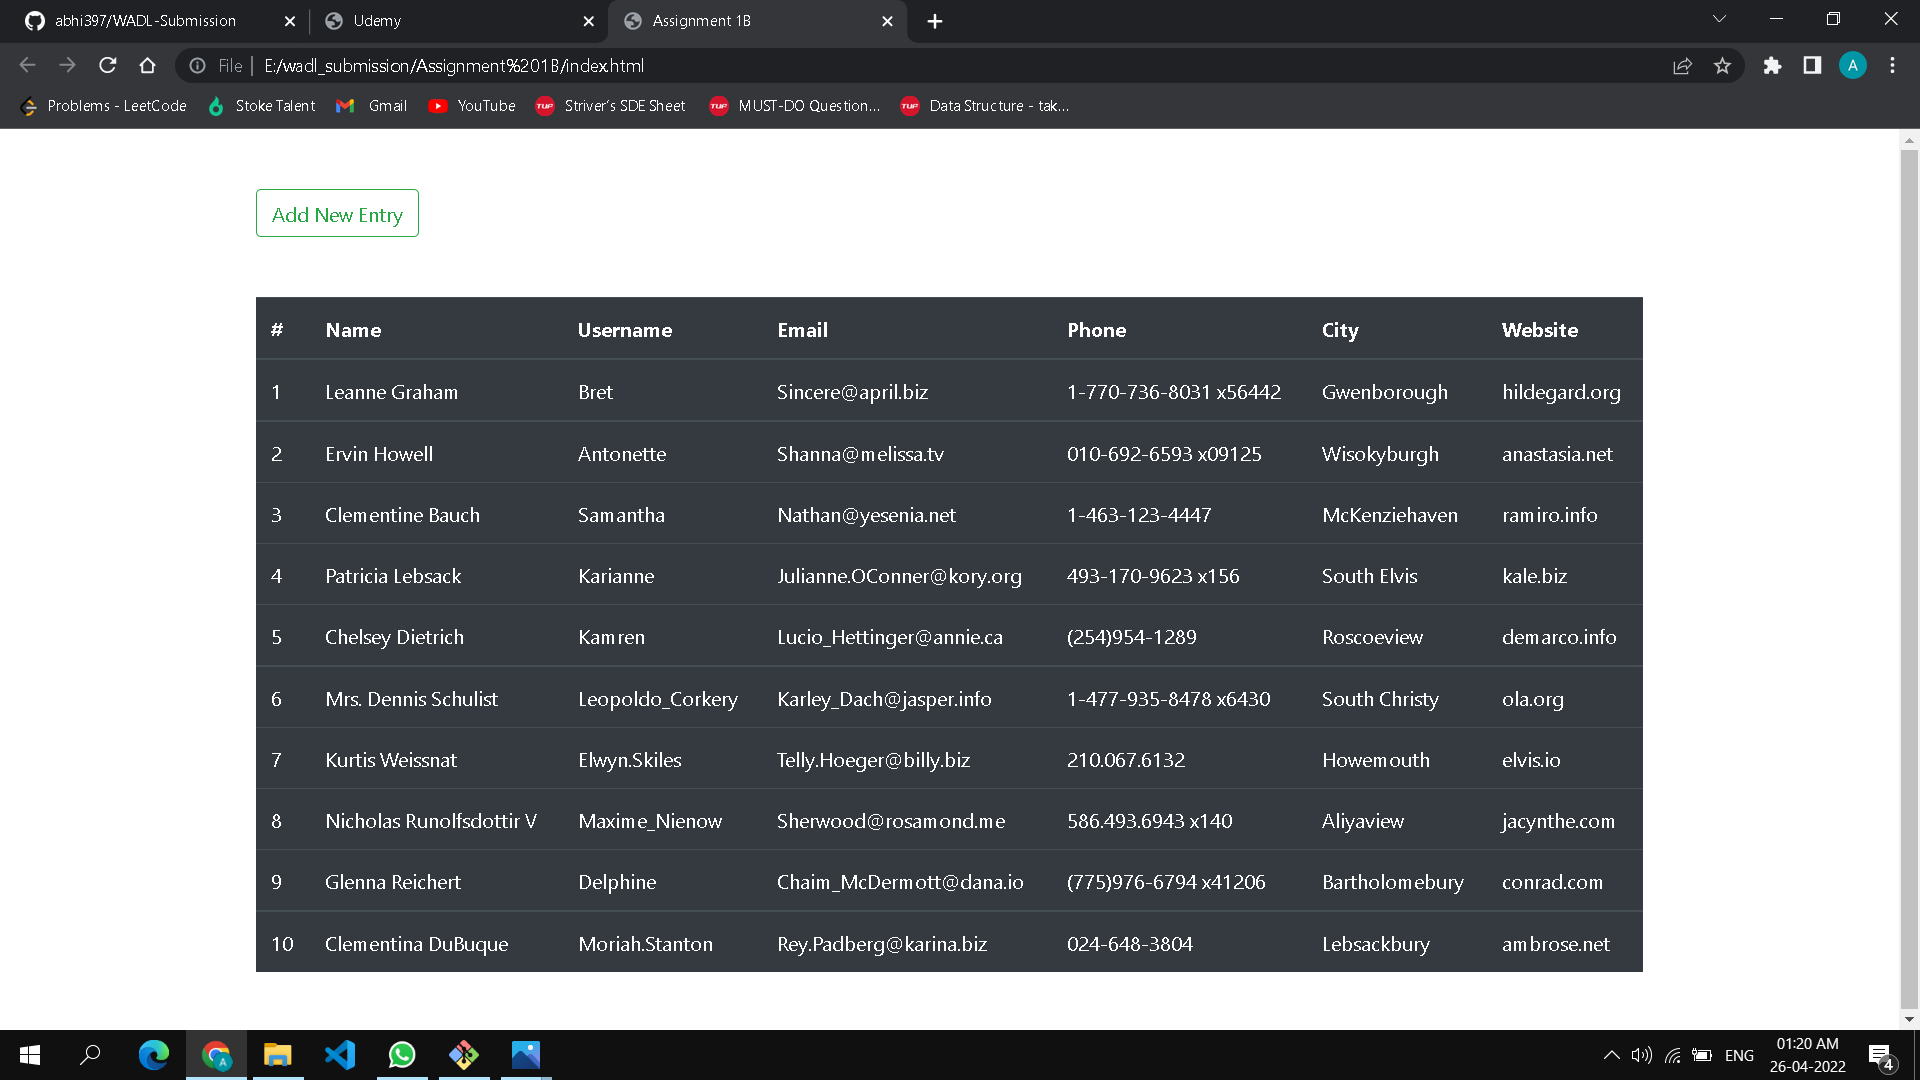 abhi397/WADL-Submission Udemy Assignment 1B
File E:/wadl_submission/Assignment%201B/index.html A
Problems - LeetCode Stoke Talent Gmail YouTube TUF Striver's SDE Sheet TUF MUST-DO Question... TUF Data Structure - tak...
Add New Entry
# Name Username Email Phone City Website
1 Leanne Graham Bret Sincere@april.biz 1-770-736-8031 x56442 Gwenborough hildegard.org
2 Ervin Howell Antonette Shanna@melissa.tv 010-692-6593 x09125 Wisokyburgh anastasia.net
3 Clementine Bauch Samantha Nathan@yesenia.net 1-463-123-4447 McKenziehaven ramiro.info
4 Patricia Lebsack Karianne Julianne.OConner@kory.org 493-170-9623 x156 South Elvis kale.biz
5 Chelsey Dietrich Kamren Lucio_Hettinger@annie.ca (254)954-1289 Roscoeview demarco.info
6 Mrs. Dennis Schulist Leopoldo_Corkery Karley_Dach@jasper.info 1-477-935-8478 x6430 South Christy ola.org
7 Kurtis Weissnat Elwyn.Skiles Telly.Hoeger@billy.biz 210.067.6132 Howemouth elvis.io
8 Nicholas Runolfsdottir V Maxime_Nienow Sherwood@rosamond.me 586.493.6943 x140 Aliyaview jacynthe.com
9 Glenna Reichert Delphine Chaim_McDermott@dana.io (775)976-6794 x41206 Bartholomebury conrad.com
10 Clementina DuBuque Moriah.Stanton Rey.Padberg@karina.biz 024-648-3804 Lebsackbury ambrose.net
A ENG 01:20 AM
26-04-2022 4